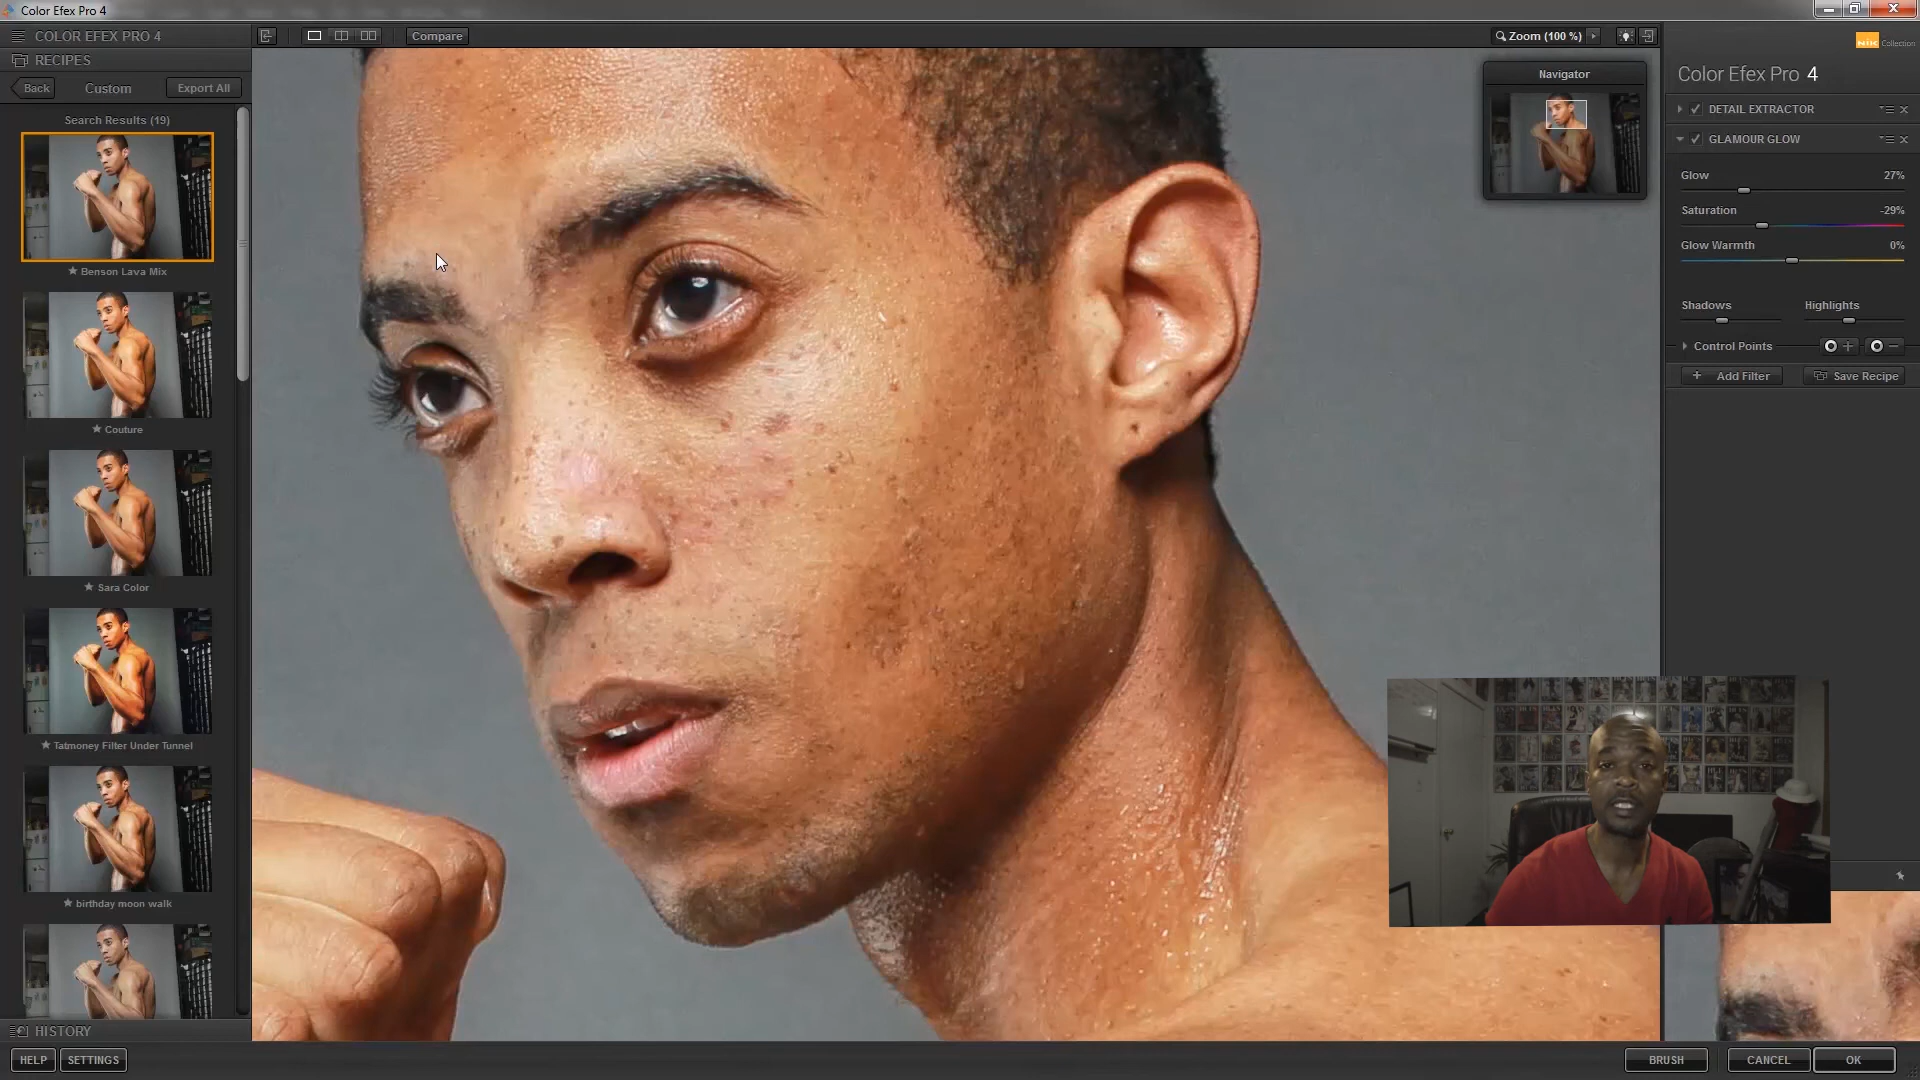 Color Efex Pro 4
COLOR EFEX PRO 4
Compare
Zoom (100 %)
nik Collection
RECIPES
Back
Custom
Export All
Search Results (19)
★ Benson Lava Mix
★ Couture
★ Sara Color
★ Tatmoney Filter Under Tunnel
★ birthday moon walk
HISTORY
HELP
SETTINGS
Navigator
Color Efex Pro 4
DETAIL EXTRACTOR
GLAMOUR GLOW
Glow 27%
Saturation -29%
Glow Warmth 0%
Shadows Highlights
Control Points
+ Add Filter
Save Recipe
BRUSH
CANCEL
OK